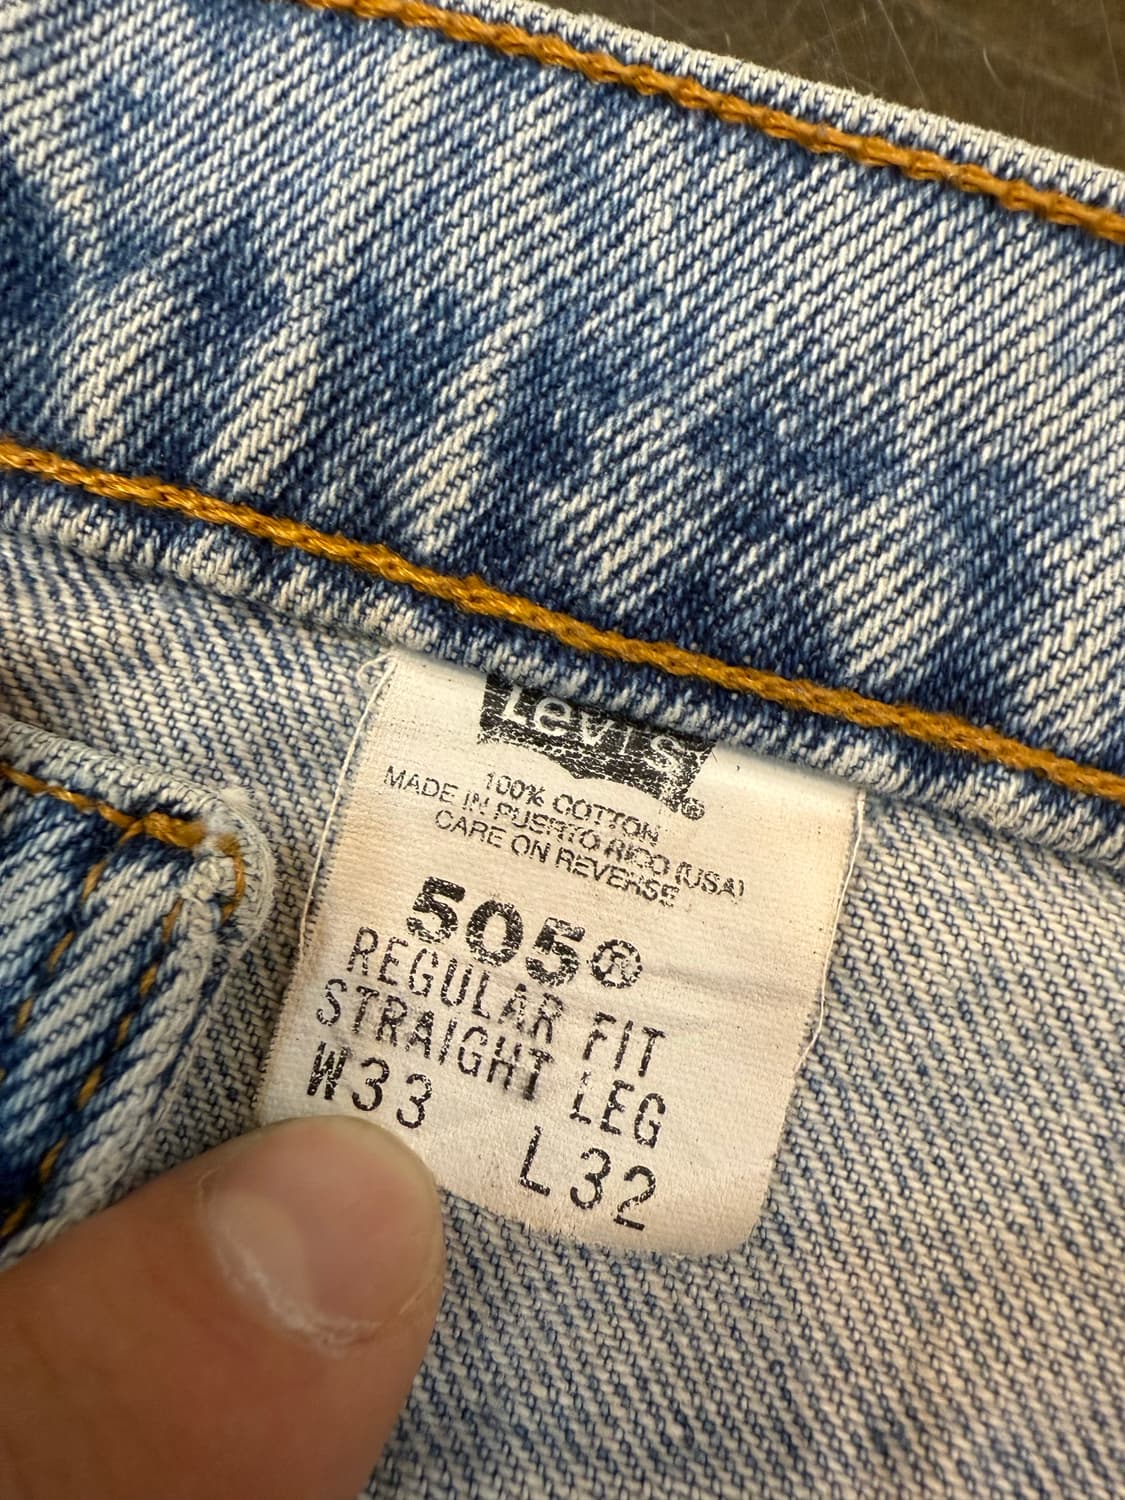 Levi's®
100% COTTON
MADE IN PUERTO RICO (USA)
CARE ON REVERSE
505®
REGULAR FIT
STRAIGHT LEG
W33 L32